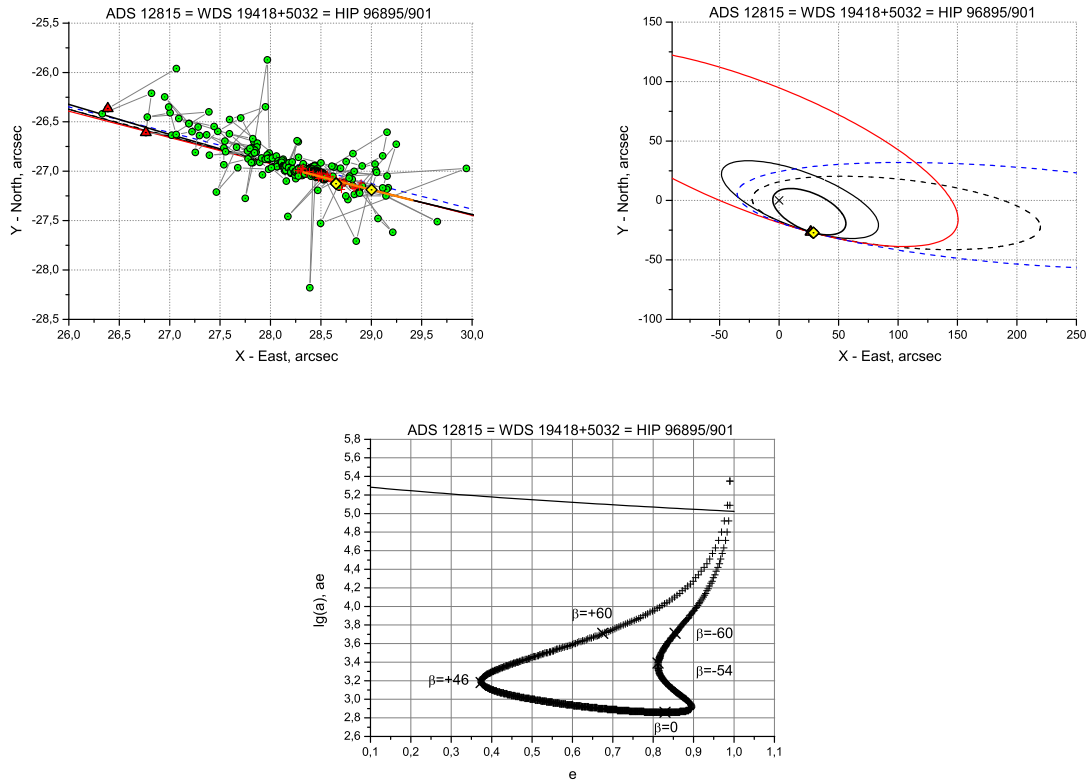 ADS 12815 = WDS 19418+5032 = HIP 96895/901
-25,5
-26,0
-26,5
-27,0
-27,5
-28,0
-28,5
Y - North, arcsec
26,0 26,5 27,0 27,5 28,0 28,5 29,0 29,5 30,0
X - East, arcsec
ADS 12815 = WDS 19418+5032 = HIP 96895/901
150
100
50
0
-50
-100
Y - North, arcsec
-50 0 50 100 150 200 250
X - East, arcsec
ADS 12815 = WDS 19418+5032 = HIP 96895/901
5,8
5,6
5,4
5,2
5,0
4,8
4,6
4,4
4,2
4,0
3,8
3,6
3,4
3,2
3,0
2,8
2,6
lg(a), ae
β=+60
β=-60
β=-54
β=+46
β=0
0,1 0,2 0,3 0,4 0,5 0,6 0,7 0,8 0,9 1,0 1,1
e